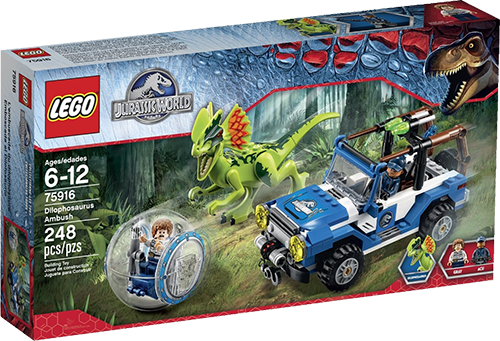 75916
LEGO
JURASSIC WORLD
Ages/edades
6-12
75916
Dilophosaurus
Ambush
248
pcs/pzs
Building Toy
Jouet de construction
Juguete para Construir
GRAY
ACU